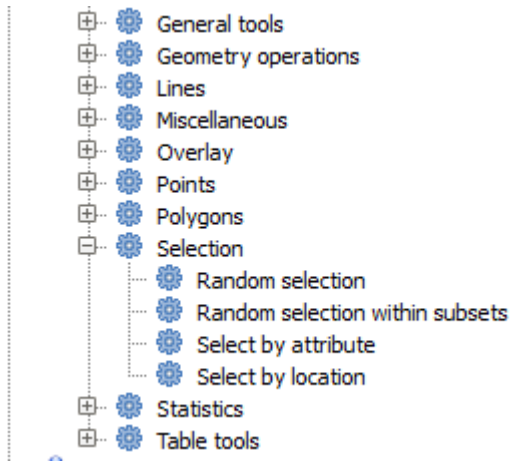 General tools
Geometry operations
Lines
Miscellaneous
Overlay
Points
Polygons
Selection
Random selection
Random selection within subsets
Select by attribute
Select by location
Statistics
Table tools